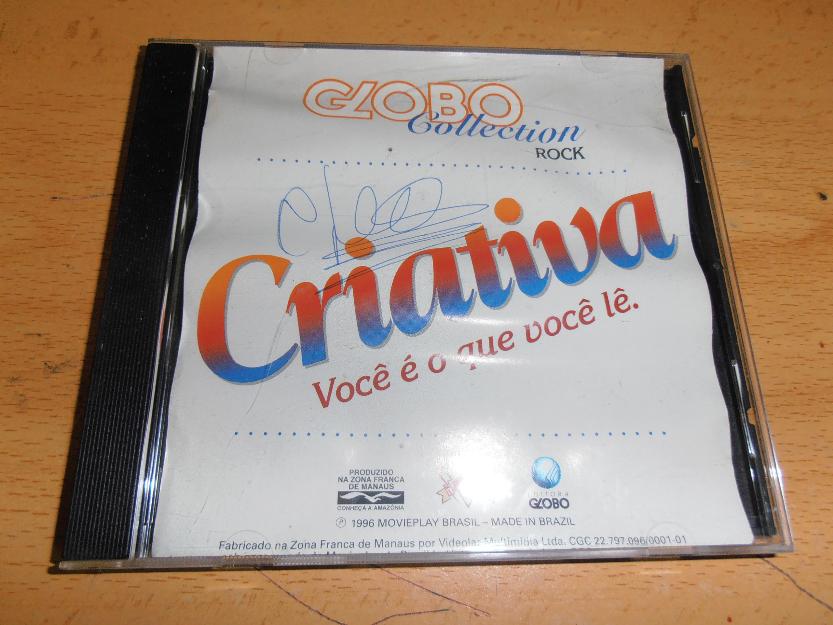 GLOBO
Collection
ROCK
Criativa
Você é o que você lê.
PRODUZIDO
NA ZONA FRANCA
DE MANAUS
CONHEÇA A AMAZÔNIA
EDITORA
GLOBO
℗ 1996 MOVIEPLAY BRASIL – MADE IN BRAZIL
Fabricado na Zona Franca de Manaus por Videolar Multimídia Ltda. CGC 22.797.096/0001-01